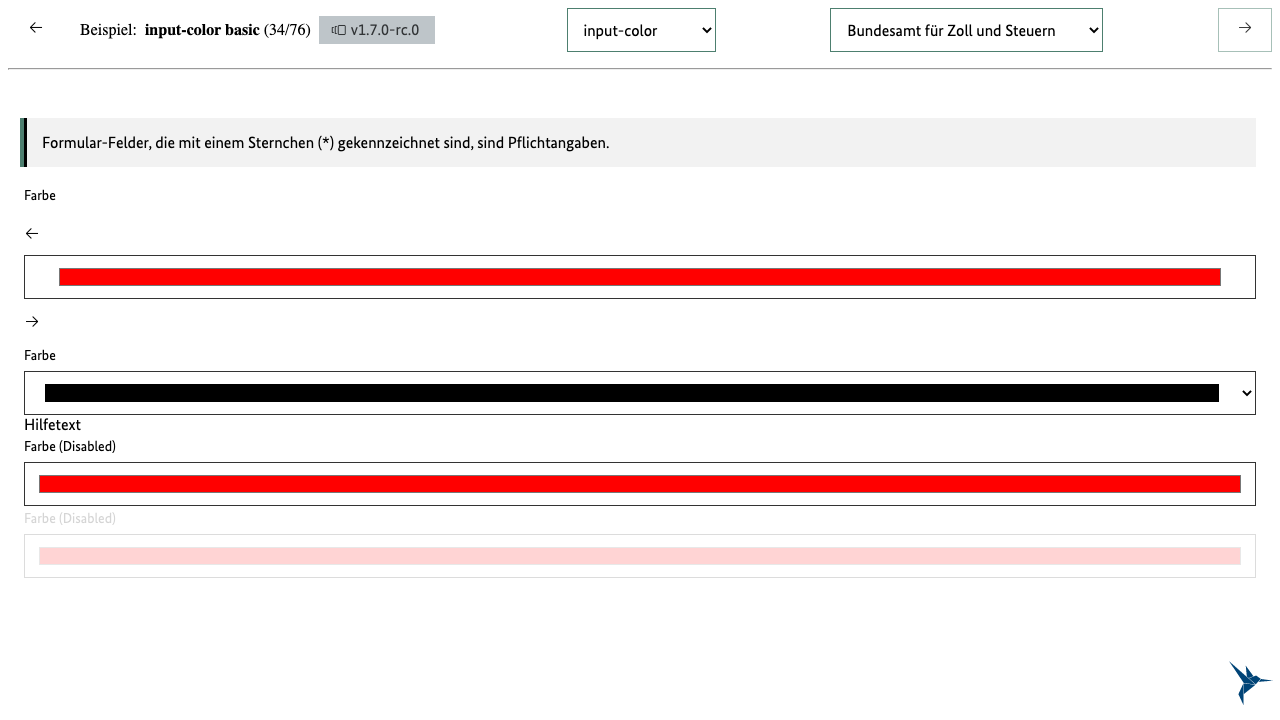 Beispiel: input-color basic (34/76) v1.7.0-rc.0 input-color Bundesamt für Zoll und Steuern
Formular-Felder, die mit einem Sternchen (*) gekennzeichnet sind, sind Pflichtangaben.
Farbe
Farbe
Hilfetext
Farbe (Disabled)
Farbe (Disabled)